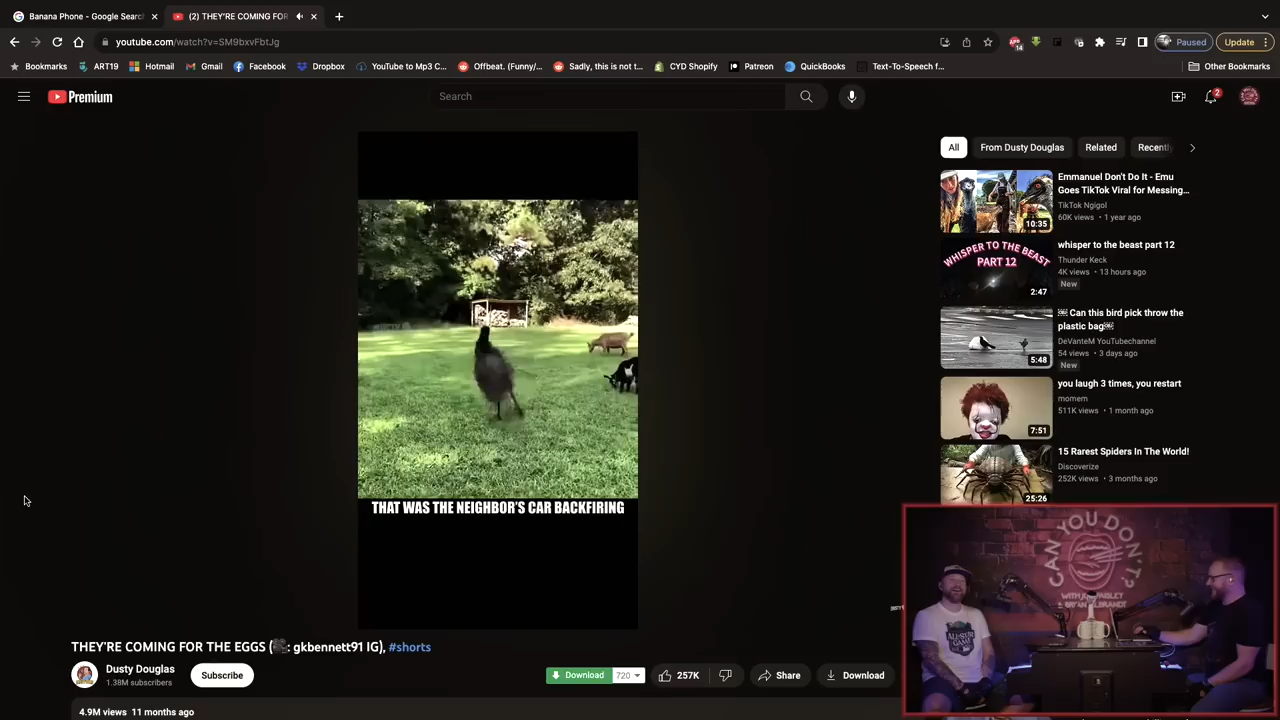 Banana Phone - Google Searc
(2) THEY'RE COMING FOR
youtube.com/watch?v=SM9bxvFbtJg
14
Paused
Update
Bookmarks
ART19
Hotmail
Gmail
Facebook
Dropbox
YouTube to Mp3 C...
Offbeat. (Funny/...
Sadly, this is not t...
CYD Shopify
Patreon
QuickBooks
Text-To-Speech f...
Other Bookmarks
Premium
Search
2
All
From Dusty Douglas
Related
Recently
Emmanuel Don't Do It - Emu
Goes TikTok Viral for Messing...
TikTok Ngigol
60K views • 1 year ago
10:35
WHISPER TO THE BEAST
PART 12
2:47
whisper to the beast part 12
Thunder Keck
4K views • 13 hours ago
New
Can this bird pick throw the
plastic bag
DeVanteM YouTubechannel
54 views • 3 days ago
New
5:48
you laugh 3 times, you restart
momem
511K views • 1 month ago
7:51
15 Rarest Spiders In The World!
Discoverize
252K views • 3 months ago
25:26
THAT WAS THE NEIGHBOR'S CAR BACKFIRING
CAN YOU DON'T?
THEY'RE COMING FOR THE EGGS (🎥: gkbennett91 IG), #shorts
Dusty Douglas
1.38M subscribers
Subscribe
Download
720
257K
Share
Download
4.9M views 11 months ago